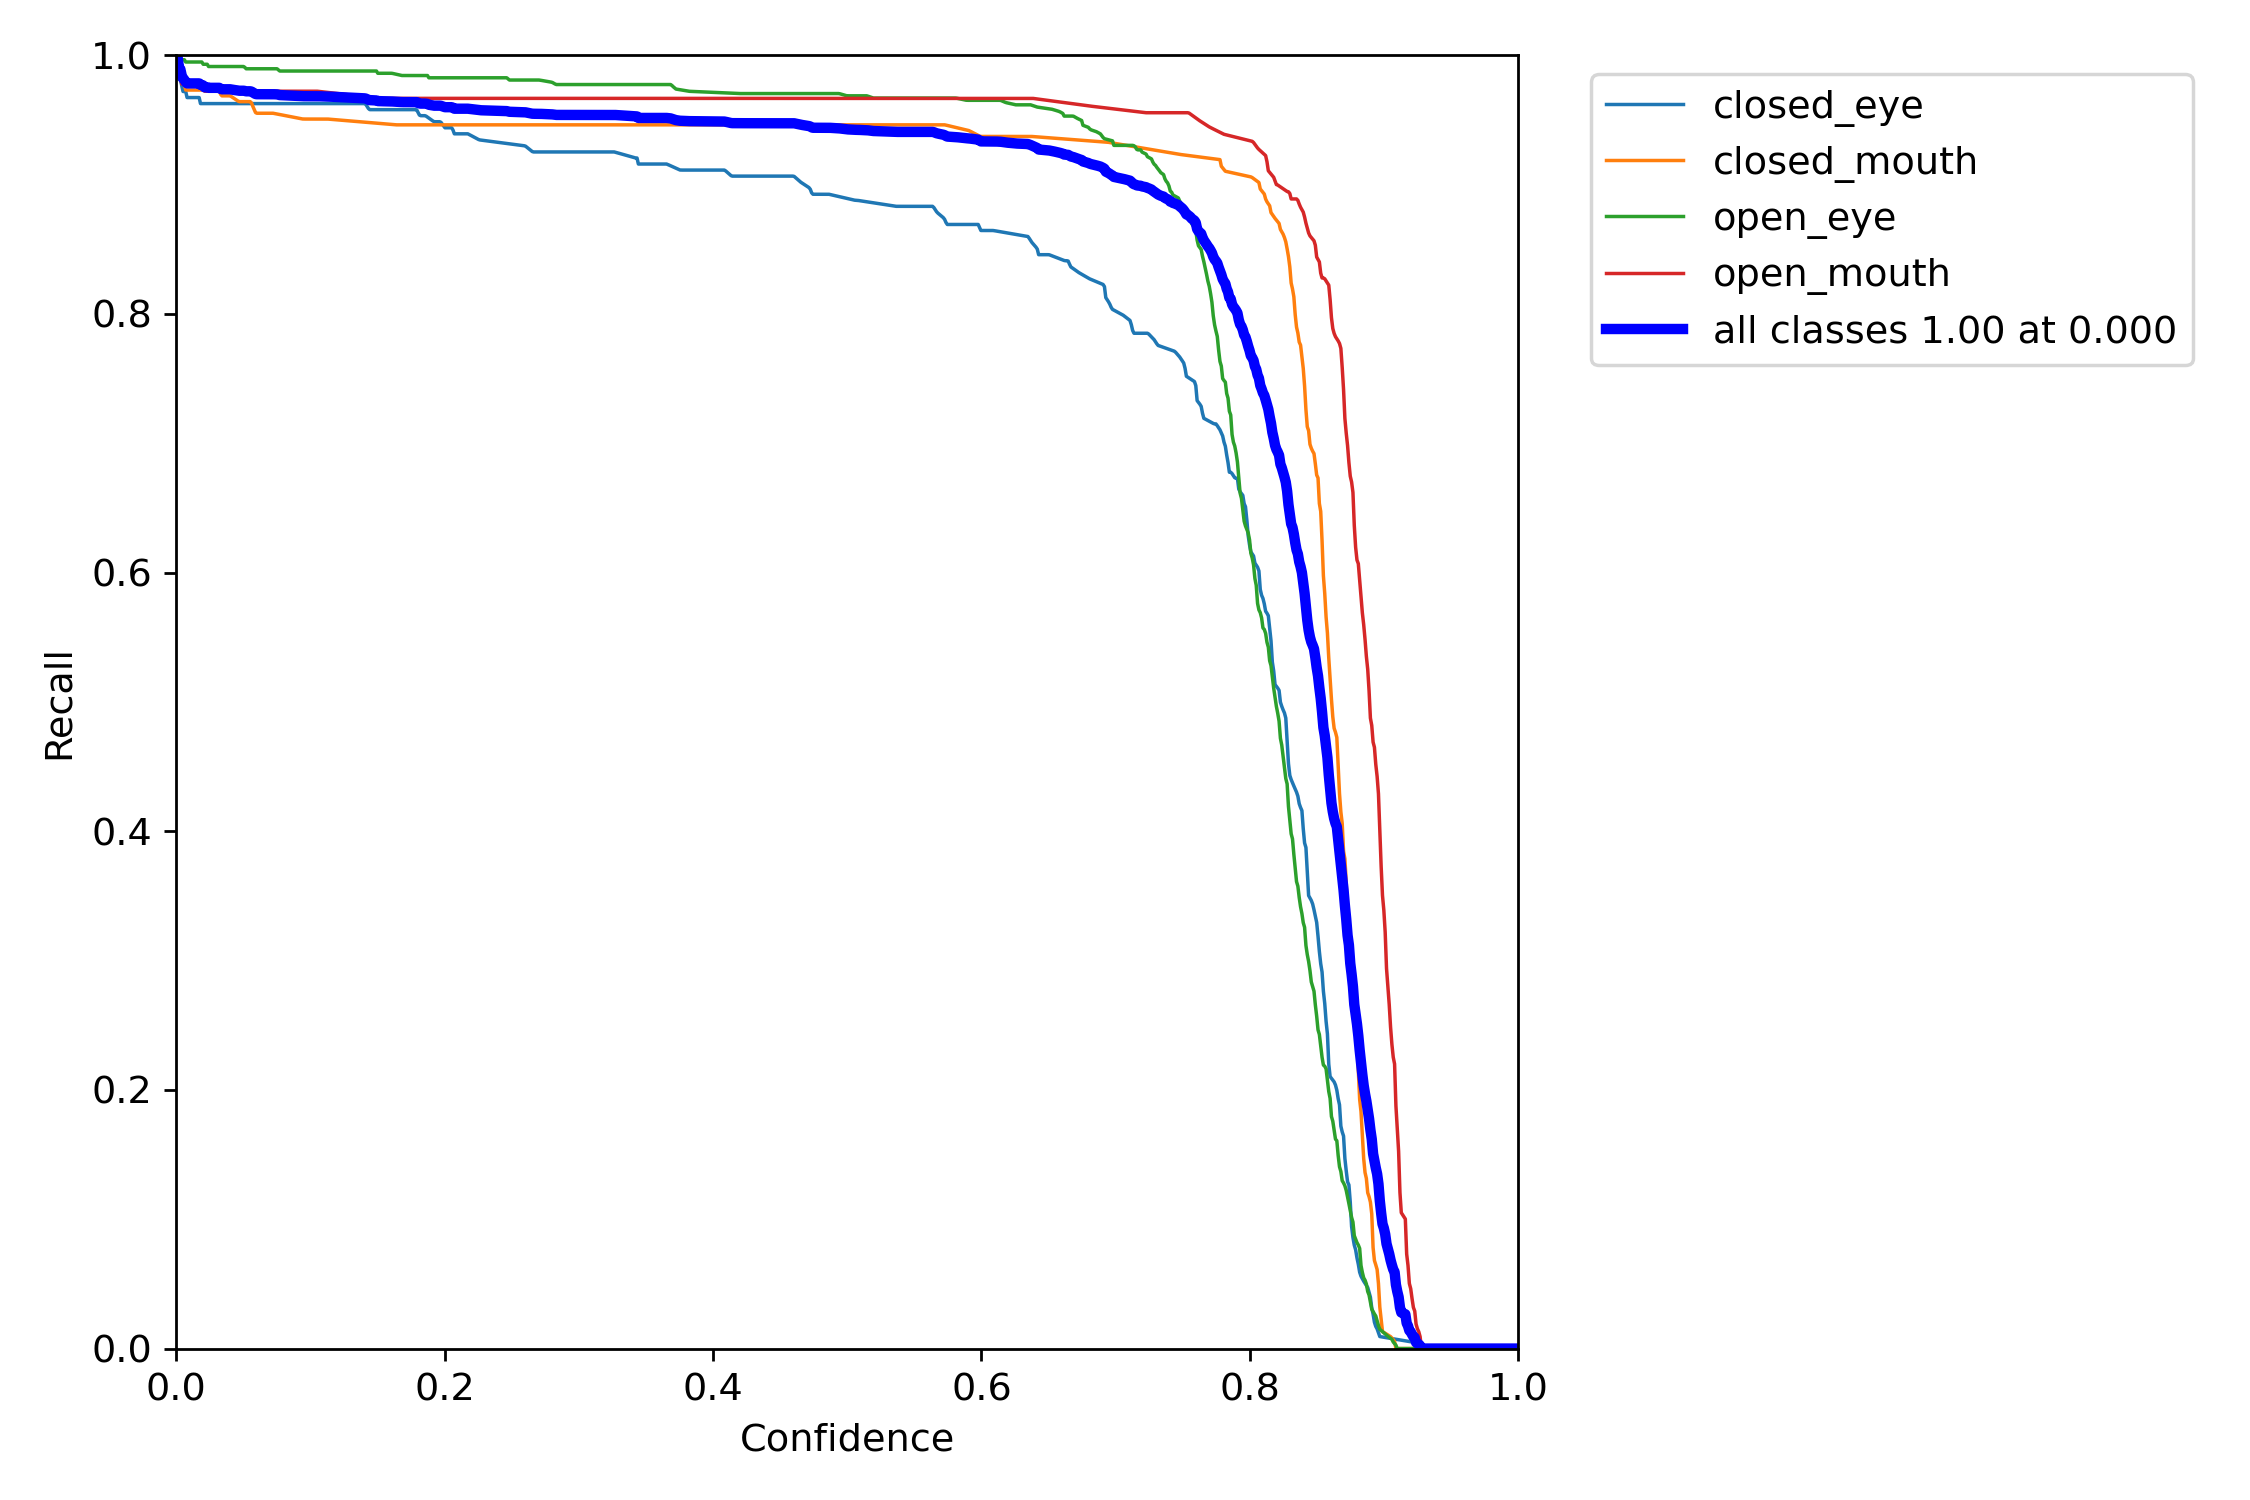 1.0
0.8
0.6
0.4
0.2
0.0
Recall
0.0 0.2 0.4 0.6 0.8 1.0
Confidence
closed_eye
closed_mouth
open_eye
open_mouth
all classes 1.00 at 0.000